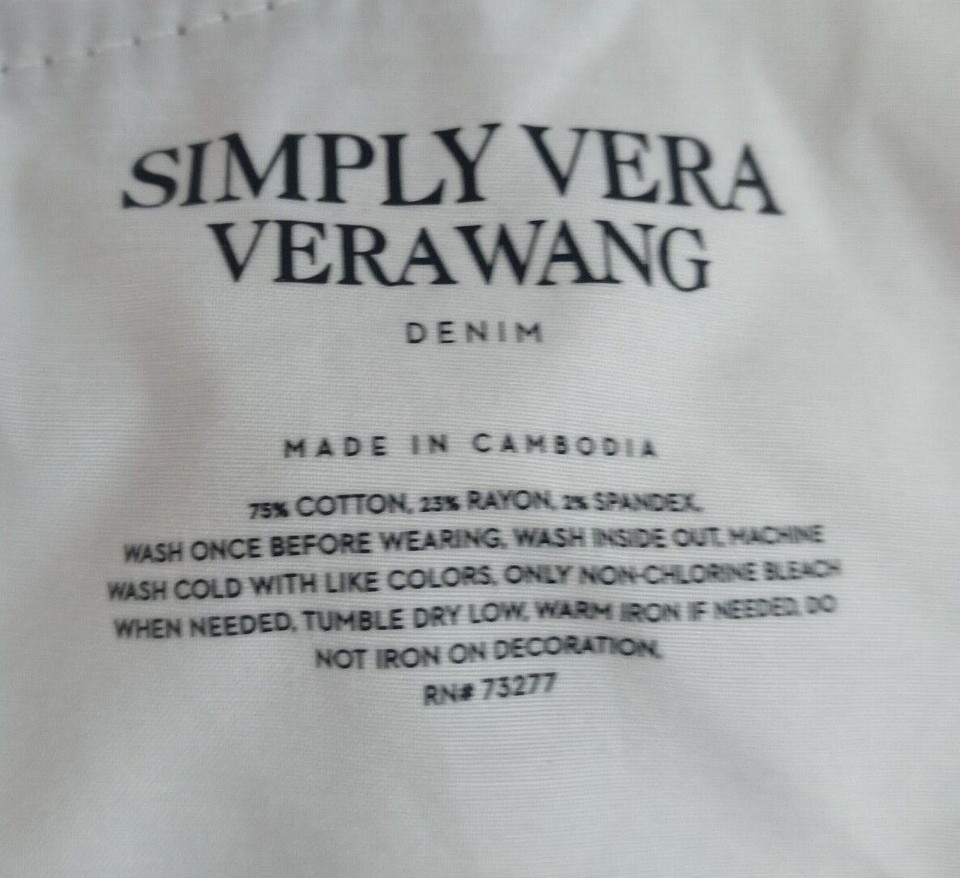 SIMPLY VERA
VERA WANG
DENIM
MADE IN CAMBODIA
75% COTTON, 23% RAYON, 2% SPANDEX.
WASH ONCE BEFORE WEARING, WASH INSIDE OUT, MACHINE
WASH COLD WITH LIKE COLORS, ONLY NON-CHLORINE BLEACH
WHEN NEEDED, TUMBLE DRY LOW, WARM IRON IF NEEDED, DO
NOT IRON ON DECORATION.
RN# 73277